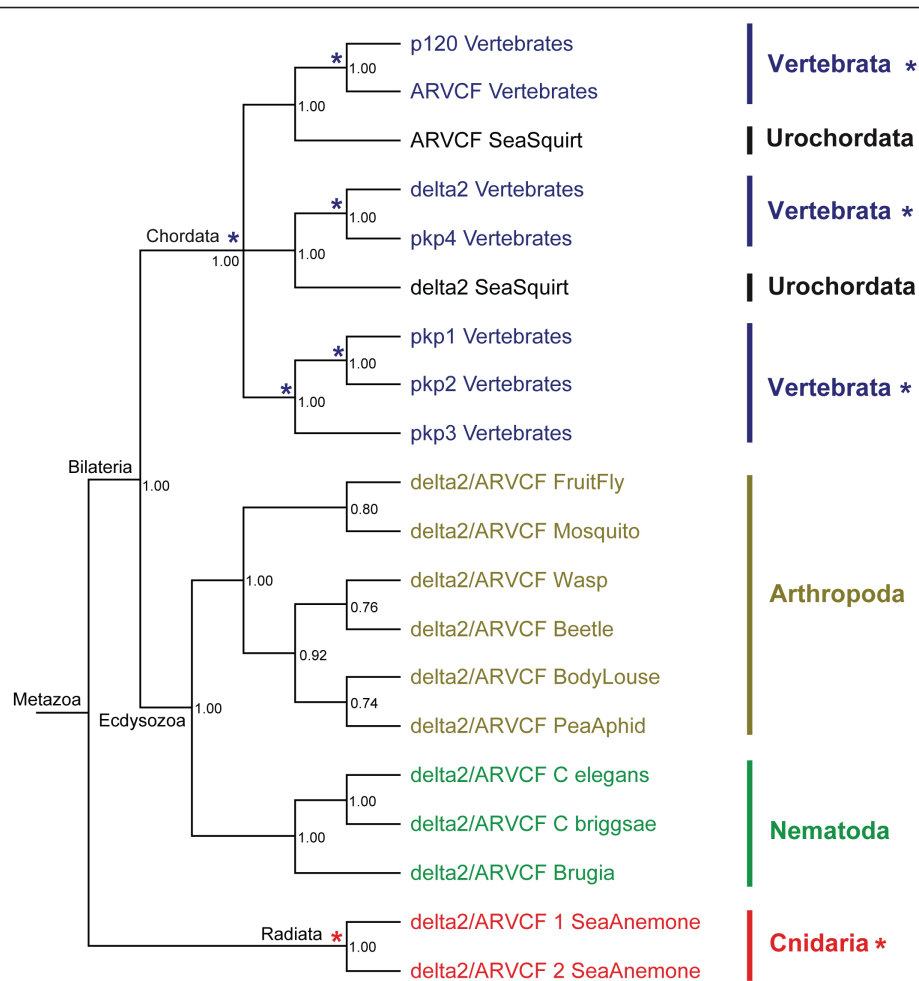 p120 Vertebrates
*
1.00
Vertebrata *
ARVCF Vertebrates
1.00
ARVCF SeaSquirt
Urochordata
delta2 Vertebrates
*
1.00
Vertebrata *
pkp4 Vertebrates
Chordata *
1.00
1.00
delta2 SeaSquirt
Urochordata
pkp1 Vertebrates
*
1.00
pkp2 Vertebrates
Vertebrata *
*
1.00
pkp3 Vertebrates
Bilateria
1.00
delta2/ARVCF FruitFly
0.80
delta2/ARVCF Mosquito
1.00
delta2/ARVCF Wasp
Arthropoda
0.76
delta2/ARVCF Beetle
0.92
delta2/ARVCF BodyLouse
0.74
delta2/ARVCF PeaAphid
Metazoa
Ecdysozoa
1.00
delta2/ARVCF C elegans
1.00
delta2/ARVCF C briggsae
Nematoda
1.00
delta2/ARVCF Brugia
delta2/ARVCF 1 SeaAnemone
Radiata *
1.00
Cnidaria *
delta2/ARVCF 2 SeaAnemone